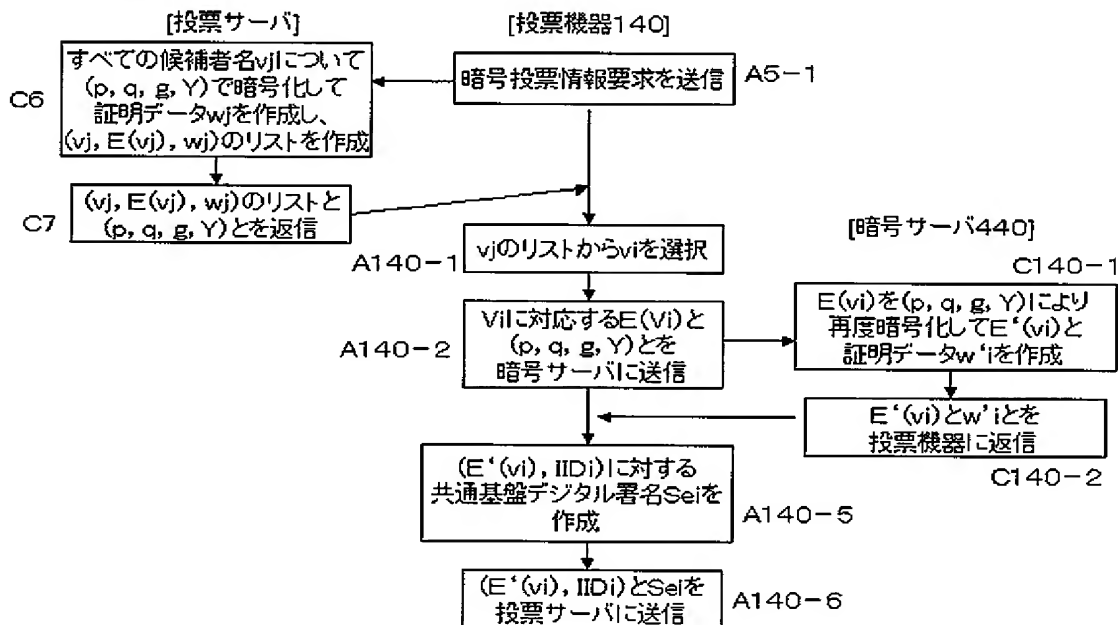 [投票サーバ]
[投票機器140]
すべての候補者名vjについて
(p, q, g, Y)で暗号化して
証明データwjを作成し、
(vj, E(vj), wj)のリストを作成
C6
暗号投票情報要求を送信
A5-1
(vj, E(vj), wj)のリストと
(p, q, g, Y)とを返信
C7
vjのリストからviを選択
A140-1
[暗号サーバ440]
C140-1
Viに対応するE(Vi)と
(p, q, g, Y)とを
暗号サーバに送信
A140-2
E(vi)を(p, q, g, Y)により
再度暗号化してE‘(vi)と
証明データw‘iを作成
E‘(vi)とw’iとを
投票機器に返信
C140-2
(E‘(vi), IIDi)に対する
共通基盤デジタル署名Seiを
作成
A140-5
(E‘(vi), IIDi)とSeiを
投票サーバに送信
A140-6